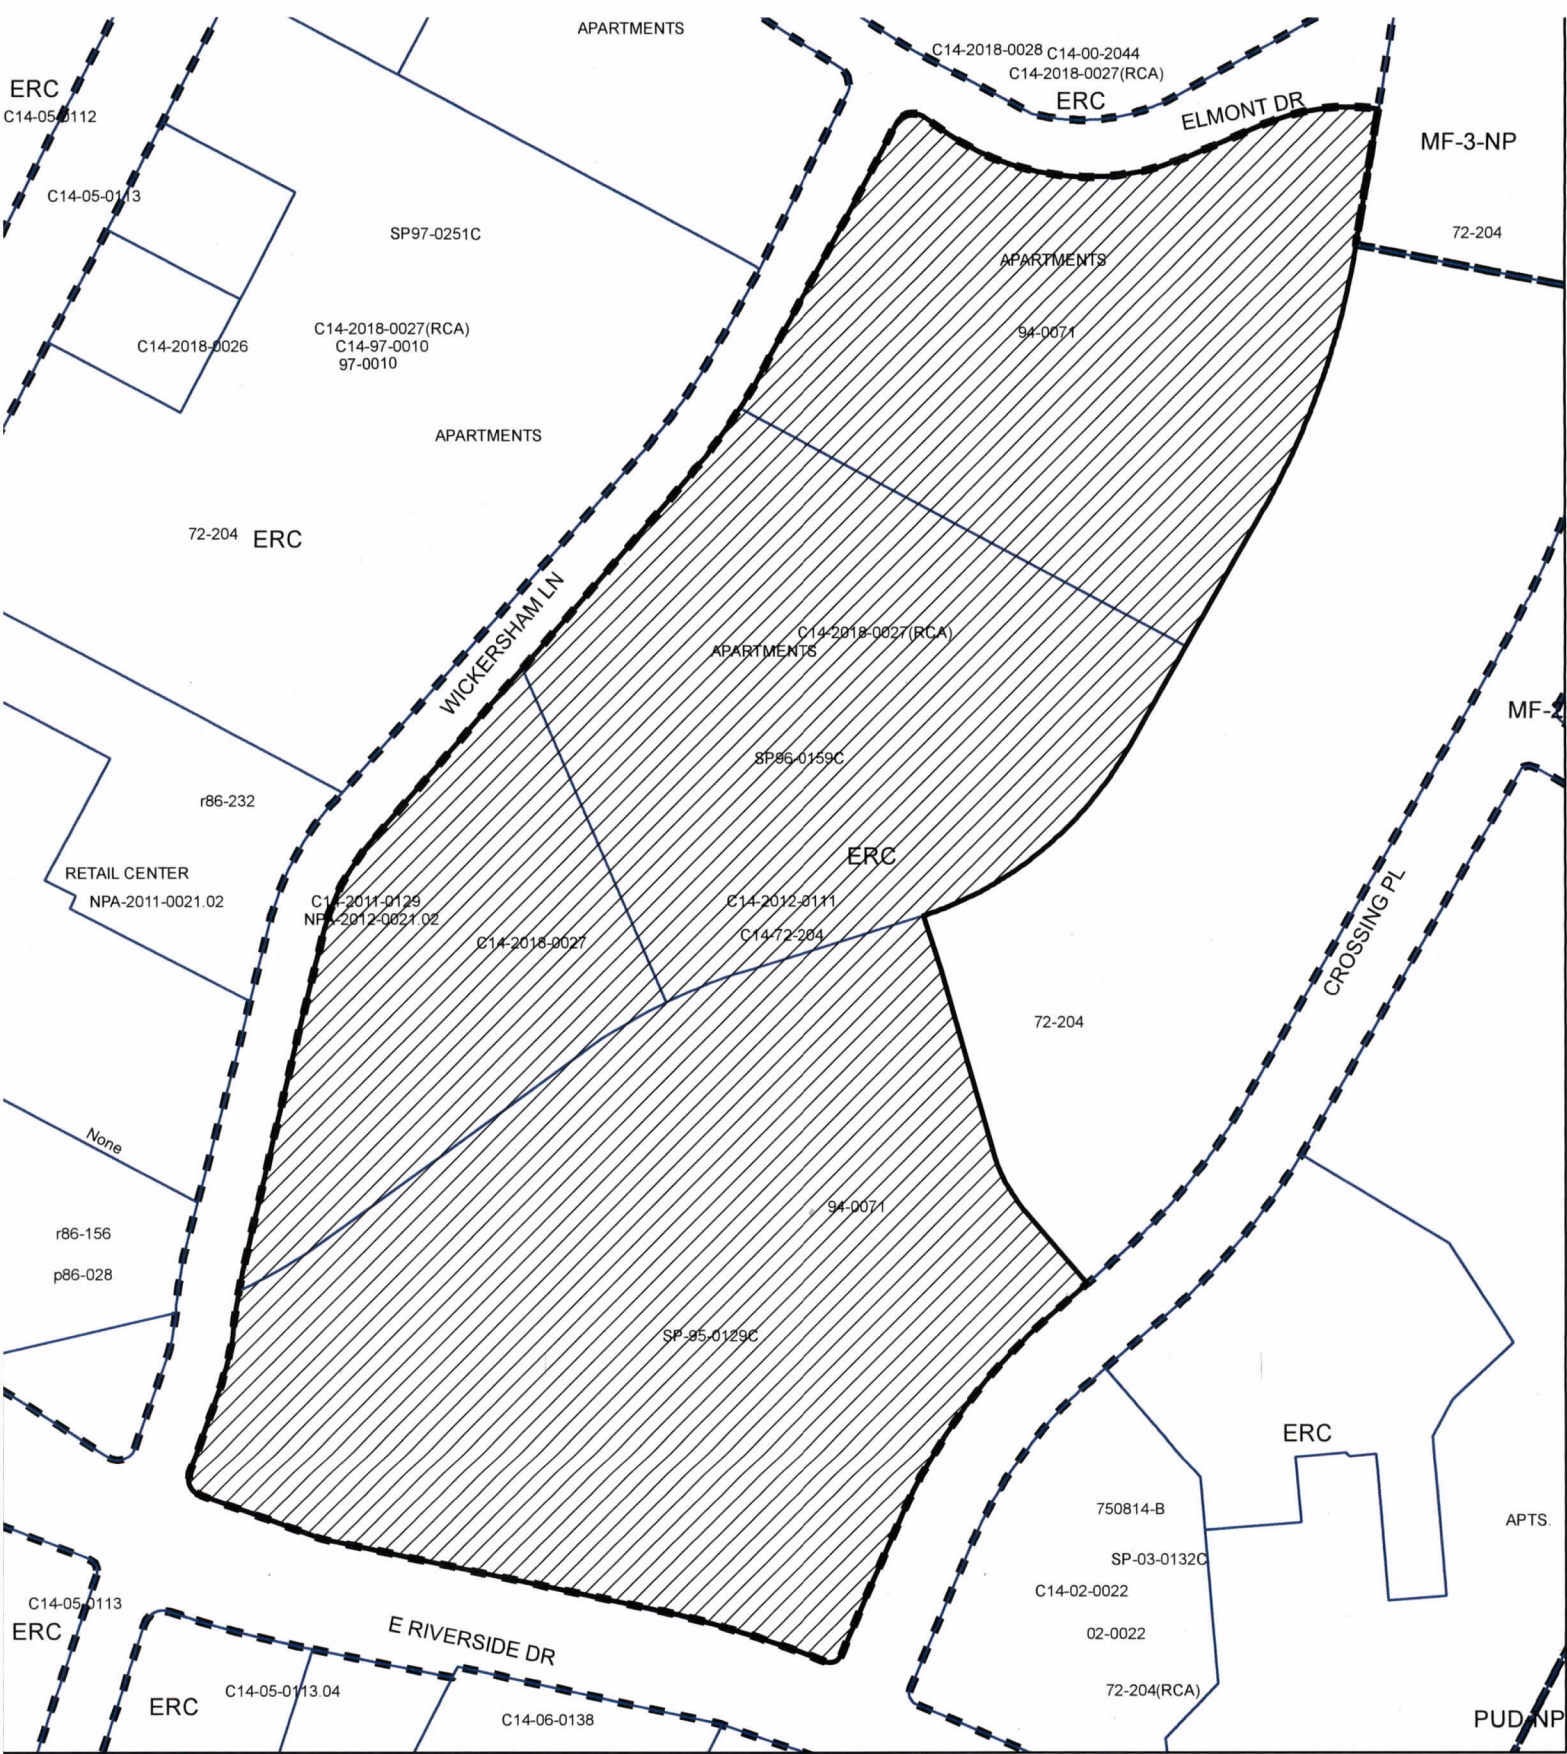 APARTMENTS
C14-2018-0028
C14-00-2044
C14-2018-0027(RCA)
ERC
ERC
C14-05-0112
ELMONT DR
MF-3-NP
C14-05-0113
SP97-0251C
72-204
APARTMENTS
94-0071
C14-2018-0026
C14-2018-0027(RCA)
C14-97-0010
97-0010
APARTMENTS
72-204
ERC
WICKERSHAM LN
C14-2018-0027(RCA)
APARTMENTS
MF-2
SP96-0159C
r86-232
ERC
RETAIL CENTER
NPA-2011-0021.02
C14-2011-0129
NPA-2012-0021.02
C14-2012-0111
C14-2018-0027
C14-72-204
CROSSING PL
72-204
None
94-0071
r86-156
p86-028
SP-95-0129C
ERC
750814-B
APTS.
SP-03-0132C
C14-02-0022
C14-05-0113
ERC
02-0022
E RIVERSIDE DR
C14-05-0113.04
72-204(RCA)
ERC
C14-06-0138
PUD-NP